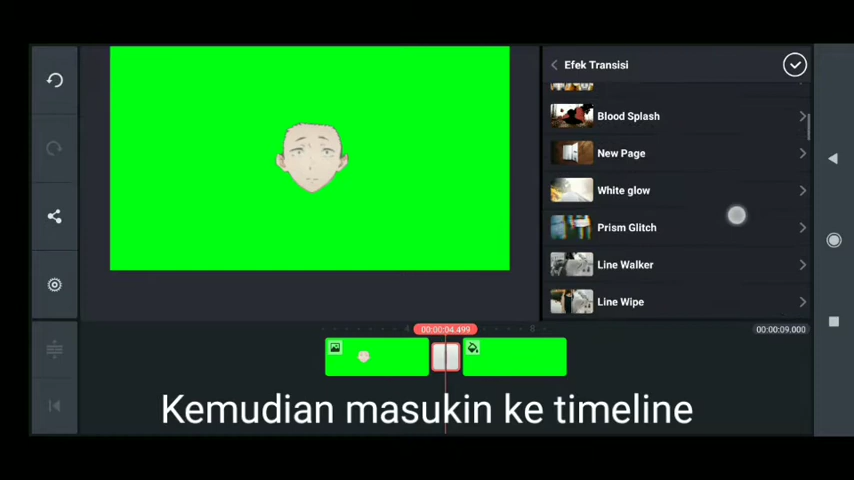 Efek Transisi
Blood Splash
New Page
White glow
Prism Glitch
Line Walker
Line Wipe
00:00:04.499
00:00:09.000
Kemudian masukin ke timeline